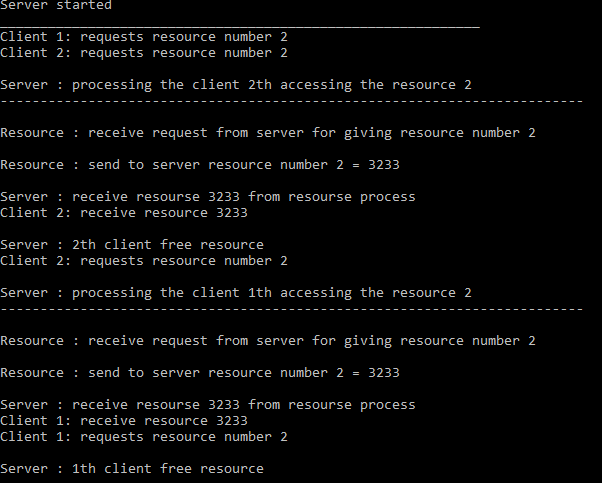 Server started
____________________________________________________________
Client 1: requests resource number 2
Client 2: requests resource number 2
Server : processing the client 2th accessing the resource 2
-------------------------------------------------------------------------
Resource : receive request from server for giving resource number 2
Resource : send to server resource number 2 = 3233
Server : receive resourse 3233 from resourse process
Client 2: receive resource 3233
Server : 2th client free resource
Client 2: requests resource number 2
Server : processing the client 1th accessing the resource 2
-------------------------------------------------------------------------
Resource : receive request from server for giving resource number 2
Resource : send to server resource number 2 = 3233
Server : receive resourse 3233 from resourse process
Client 1: receive resource 3233
Client 1: requests resource number 2
Server : 1th client free resource